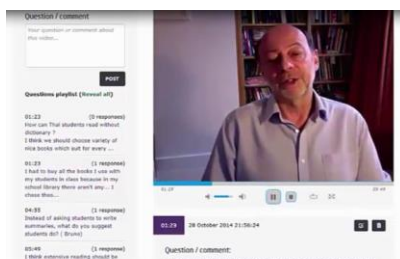 Question / comment
Your question or comment about
this video...
POST
Questions playlist (Reveal all)
01:23 (0 responses)
How can Thai students read without
dictionary ?
I think we should choose variety of
nice books which suit for every ...
01:23 (1 response)
I had to buy all the books I use with
my students in class because in my
school library there aren't any... I
chose thos...
04:55 (1 response)
Instead of asking students to write
summaries, what do you suggest
students do? ( Bruno)
05:49 (1 response)
I think extensive reading should be
01:29
01:29 28 October 2014 21:56:24
Question / comment: